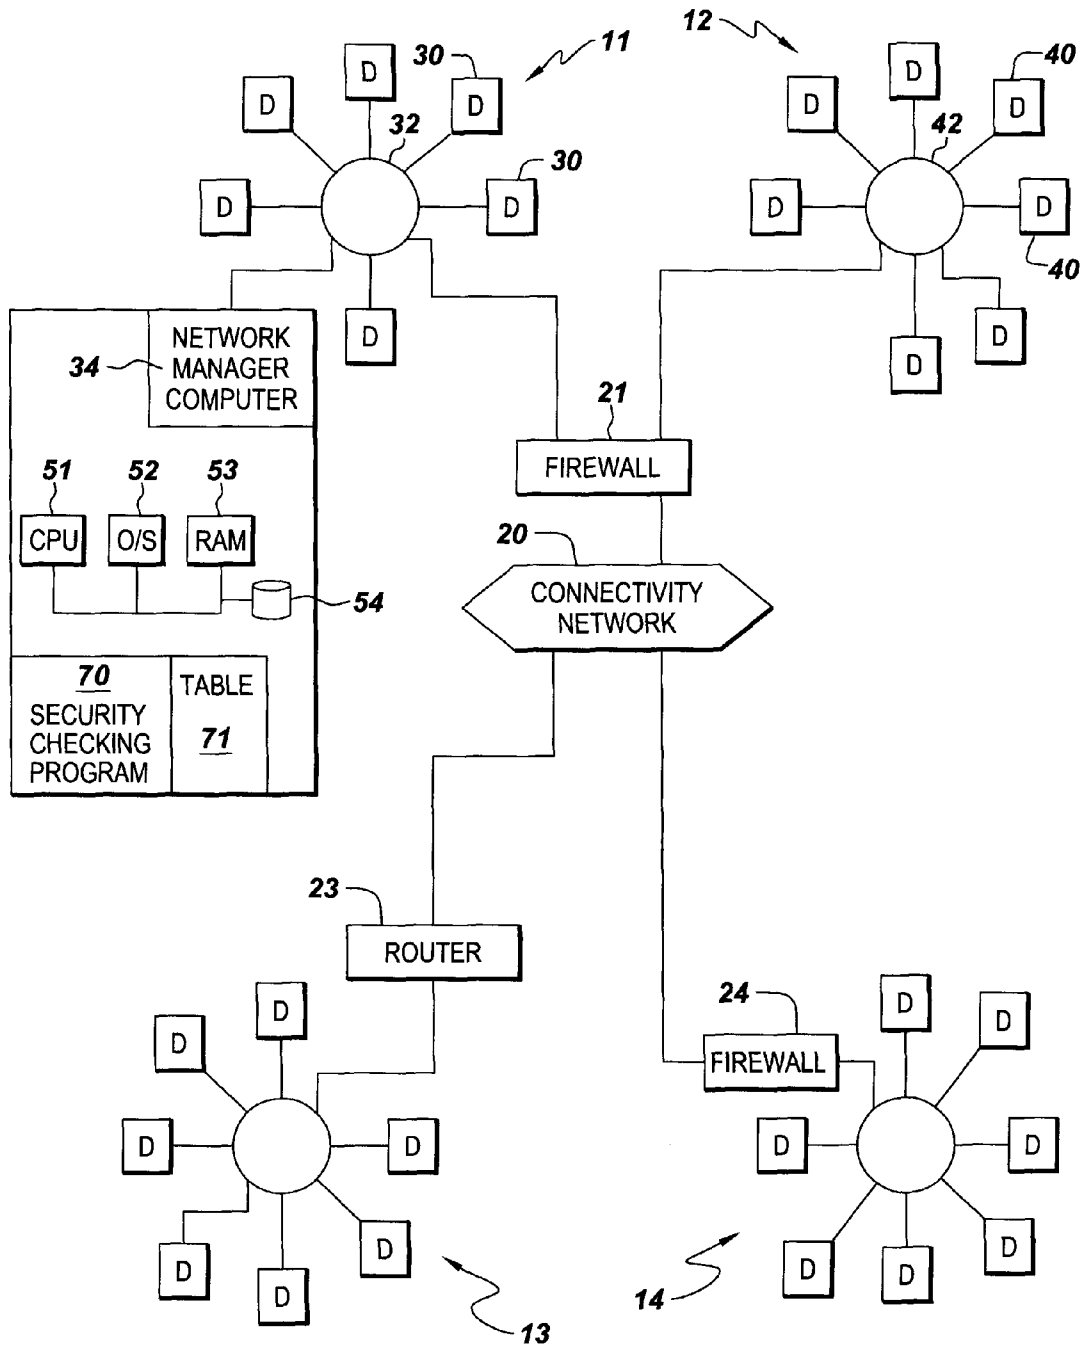 12
11
30
40
D
D
D
D
D
D
32
42
30
D
D
D
D
40
D
D
D
NETWORK
MANAGER
COMPUTER
34
21
FIREWALL
51
52
53
CPU
O/S
RAM
54
20
CONNECTIVITY
NETWORK
70
SECURITY
CHECKING
PROGRAM
TABLE
71
23
ROUTER
24
FIREWALL
D
D
D
D
D
D
D
D
D
D
D
D
D
D
13
14